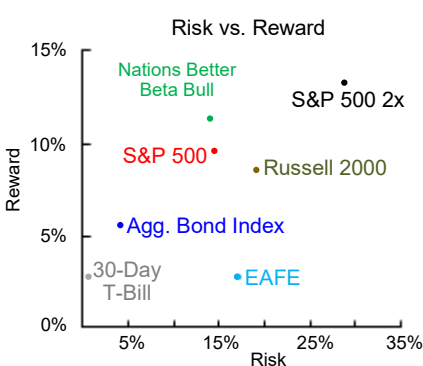 Risk vs. Reward
15%
Nations Better
Beta Bull
S&P 500 2x
10%
S&P 500
Russell 2000
Reward
5%
Agg. Bond Index
30-Day
T-Bill
EAFE
0%
5%
15%
25%
35%
Risk